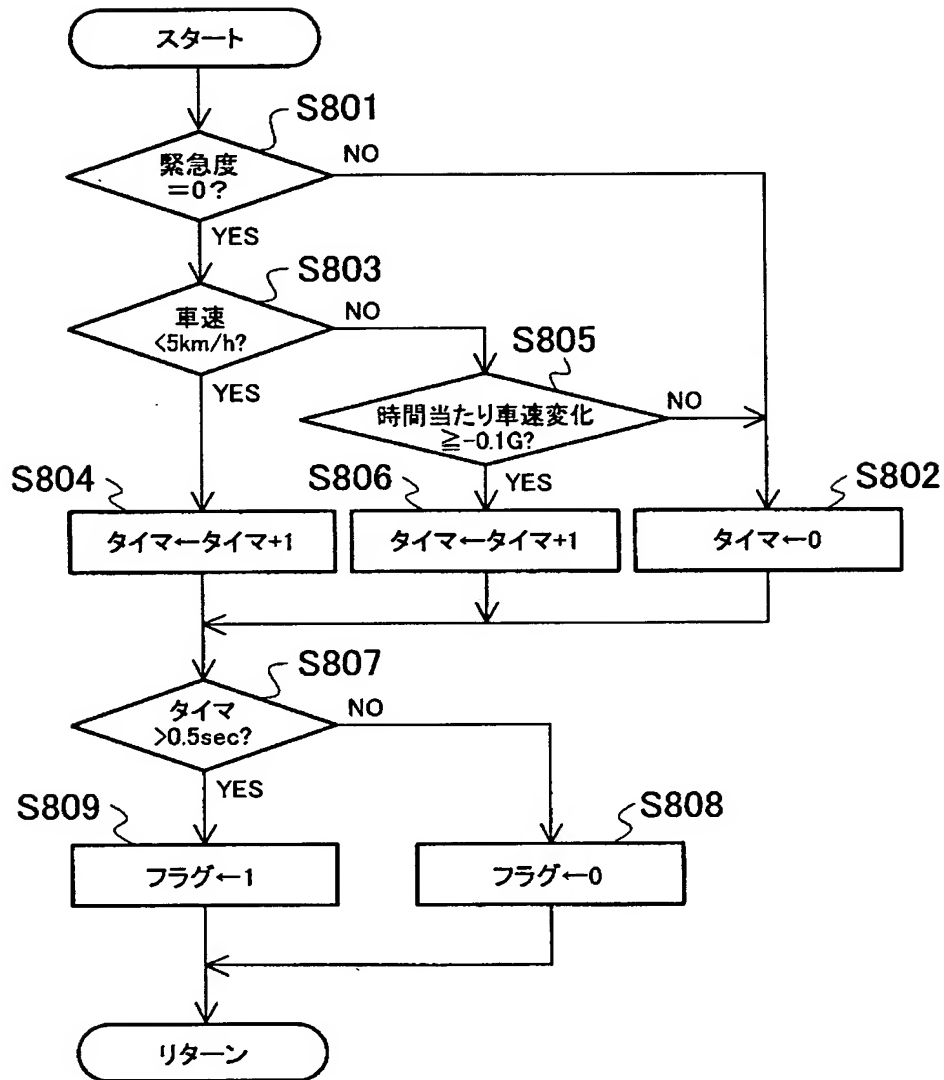 スタート
S801
緊急度
=0?
NO
YES
S803
車速
<5km/h?
NO
YES
S805
時間当たり車速変化
≧-0.1G?
NO
YES
S804
タイマ←タイマ+1
S806
タイマ←タイマ+1
S802
タイマ←0
S807
タイマ
>0.5sec?
NO
YES
S809
フラグ←1
S808
フラグ←0
リターン